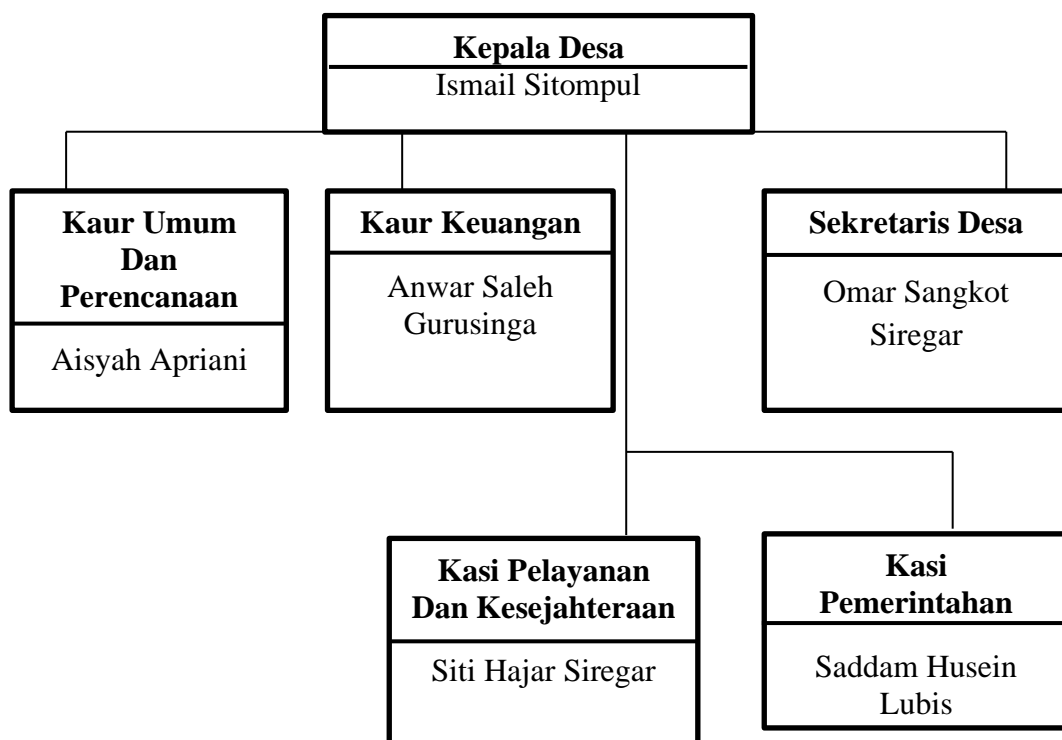 Kepala Desa
Ismail Sitompul
Kaur Umum
Dan
Perencanaan
Aisyah Apriani
Kaur Keuangan
Anwar Saleh
Gurusinga
Sekretaris Desa
Omar Sangkot
Siregar
Kasi Pelayanan
Dan Kesejahteraan
Siti Hajar Siregar
Kasi
Pemerintahan
Saddam Husein
Lubis